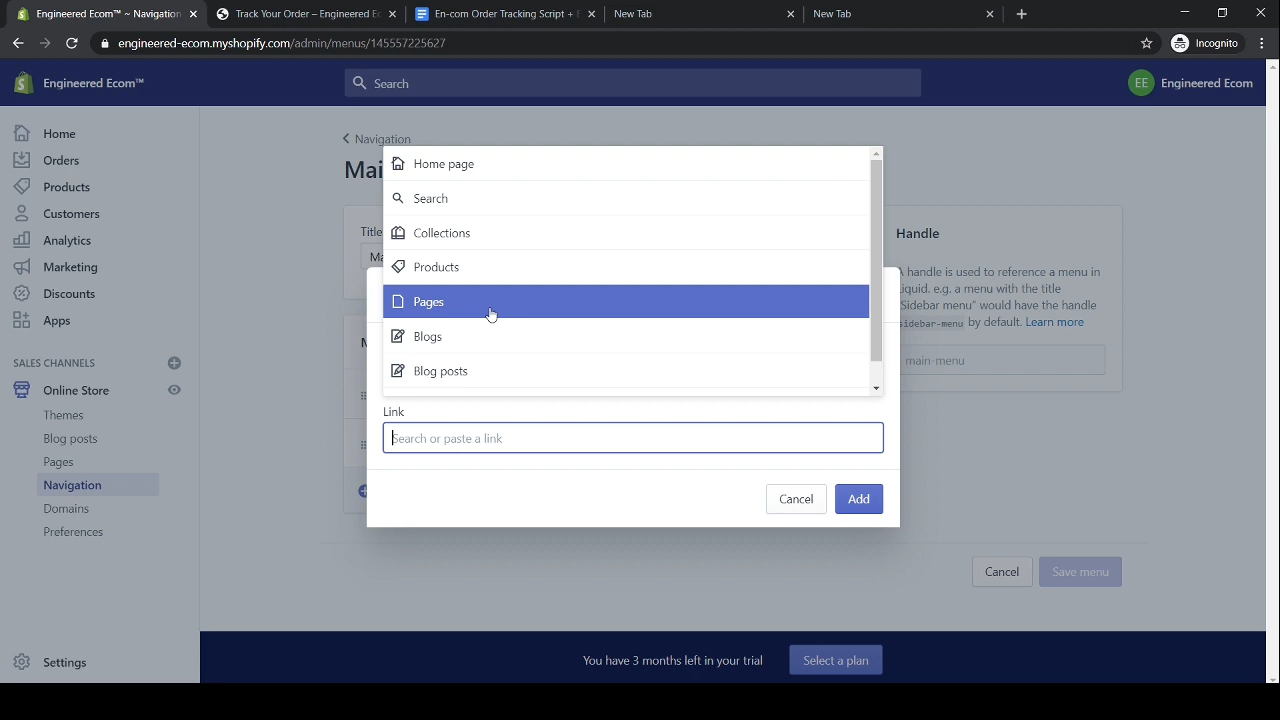 Engineered Ecom™ ~ Navigation
Track Your Order – Engineered Ec
En-com Order Tracking Script + E
New Tab
New Tab
engineered-ecom.myshopify.com/admin/menus/145557225627
Incognito
Engineered Ecom™
Search
EE
Engineered Ecom
Home
Orders
Products
Customers
Analytics
Marketing
Discounts
Apps
SALES CHANNELS
Online Store
Themes
Blog posts
Pages
Navigation
Domains
Preferences
Settings
Navigation
Mai
Title
Ma
M
Home page
Search
Collections
Products
Pages
Blogs
Blog posts
Link
Search or paste a link
Cancel
Add
Handle
A handle is used to reference a menu in
Liquid. e.g. a menu with the title
"Sidebar menu" would have the handle
sidebar-menu by default. Learn more
main-menu
Cancel
Save menu
You have 3 months left in your trial
Select a plan